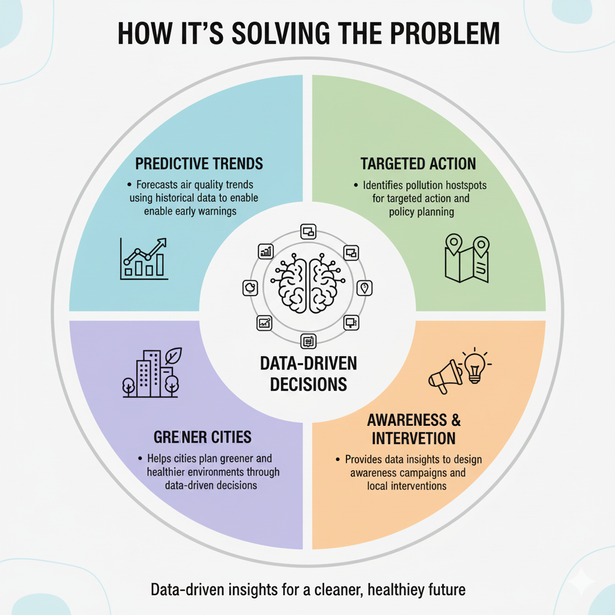 HOW IT'S SOLVING THE PROBLEM
PREDICTIVE TRENDS
• Forecasts air quality trends
using historical data to enable
enable early warnings
TARGETED ACTION
• Identifies pollution hostspots
for targeted action and
policy planning
DATA-DRIVEN
DECISIONS
GREINER CITIES
• Helps cities plan greener and
healthier environments through
data-driven decisions
AWARENESS &
INTERVETION
• Provides data insights to design
awareness campaigns and
local interventions
Data-driven insights for a cleaner, healthiey future